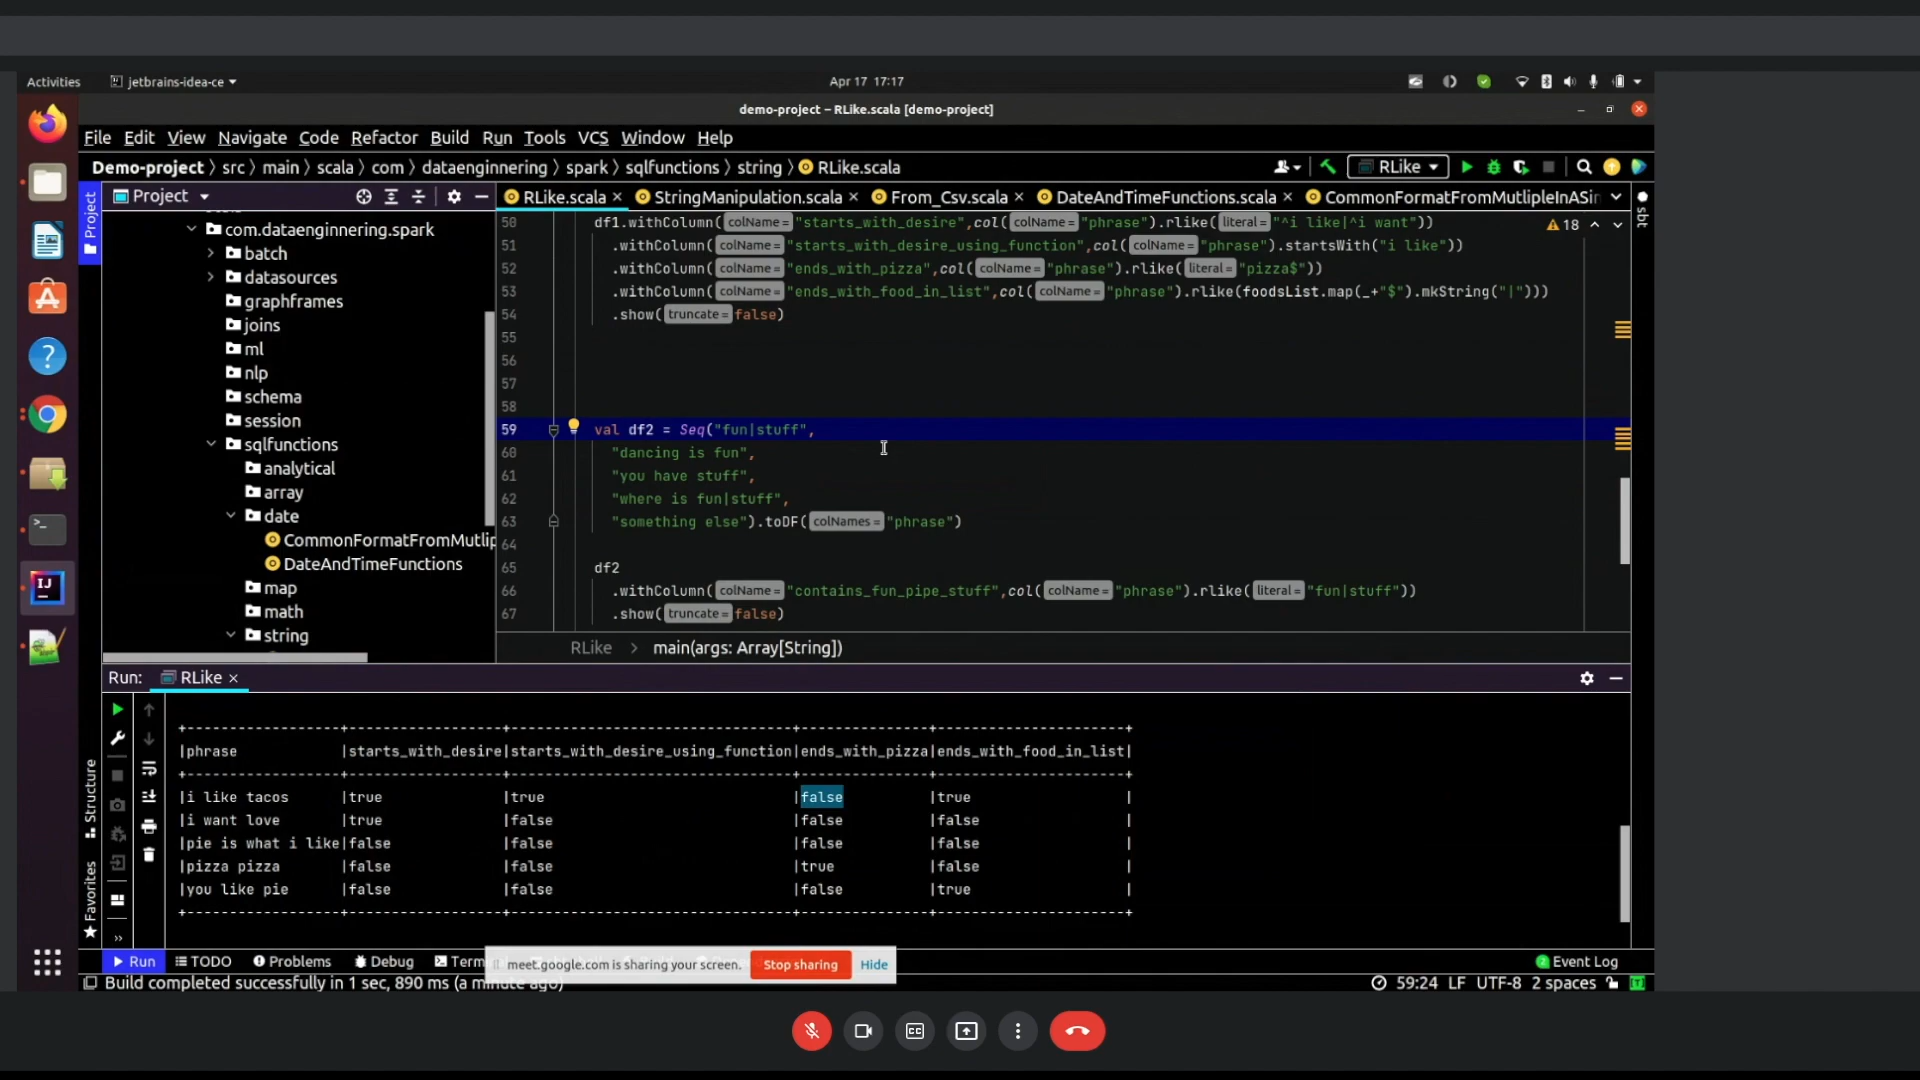 Activities jetbrains-idea-ce Apr 17 17:17
demo-project – RLike.scala [demo-project]
File Edit View Navigate Code Refactor Build Run Tools VCS Window Help
Demo-project src main scala com dataenginnering spark sqlfunctions string RLike.scala RLike
Project Project RLike.scala StringManipulation.scala From_Csv.scala DateAndTimeFunctions.scala CommonFormatFromMutlipleInASin sbt
com.dataenginnering.spark
batch
datasources
graphframes
joins
ml
nlp
schema
session
sqlfunctions
analytical
array
date
CommonFormatFromMutlip
DateAndTimeFunctions
map
math
string
18
50 df1.withColumn( colName = "starts_with_desire",col( colName = "phrase").rlike( literal = "^i like|^i want"))
51 .withColumn( colName = "starts_with_desire_using_function",col( colName = "phrase").startsWith("i like"))
52 .withColumn( colName = "ends_with_pizza",col( colName = "phrase").rlike( literal = "pizza$"))
53 .withColumn( colName = "ends_with_food_in_list",col( colName = "phrase").rlike(foodsList.map(_+"$").mkString("|")))
54 .show( truncate = false)
55
56
57
58
59 val df2 = Seq("fun|stuff",
60 "dancing is fun",
61 "you have stuff",
62 "where is fun|stuff",
63 "something else").toDF( colNames = "phrase")
64
65 df2
66 .withColumn( colName = "contains_fun_pipe_stuff",col( colName = "phrase").rlike( literal = "fun|stuff"))
67 .show( truncate = false)
RLike main(args: Array[String])
Run: RLike
Structure
Favorites
+-----------------+------------------+---------------------------------+---------------+----------------------+
|phrase |starts_with_desire|starts_with_desire_using_function|ends_with_pizza|ends_with_food_in_list|
+-----------------+------------------+---------------------------------+---------------+----------------------+
|i like tacos |true |true |false |true |
|i want love |true |false |false |false |
|pie is what i like|false |false |false |false |
|pizza pizza |false |false |true |false |
|you like pie |false |false |false |true |
+-----------------+------------------+---------------------------------+---------------+----------------------+
Run TODO Problems Debug Term Event Log
meet.google.com is sharing your screen. Stop sharing Hide
Build completed successfully in 1 sec, 890 ms (a minute ago) 59:24 LF UTF-8 2 spaces